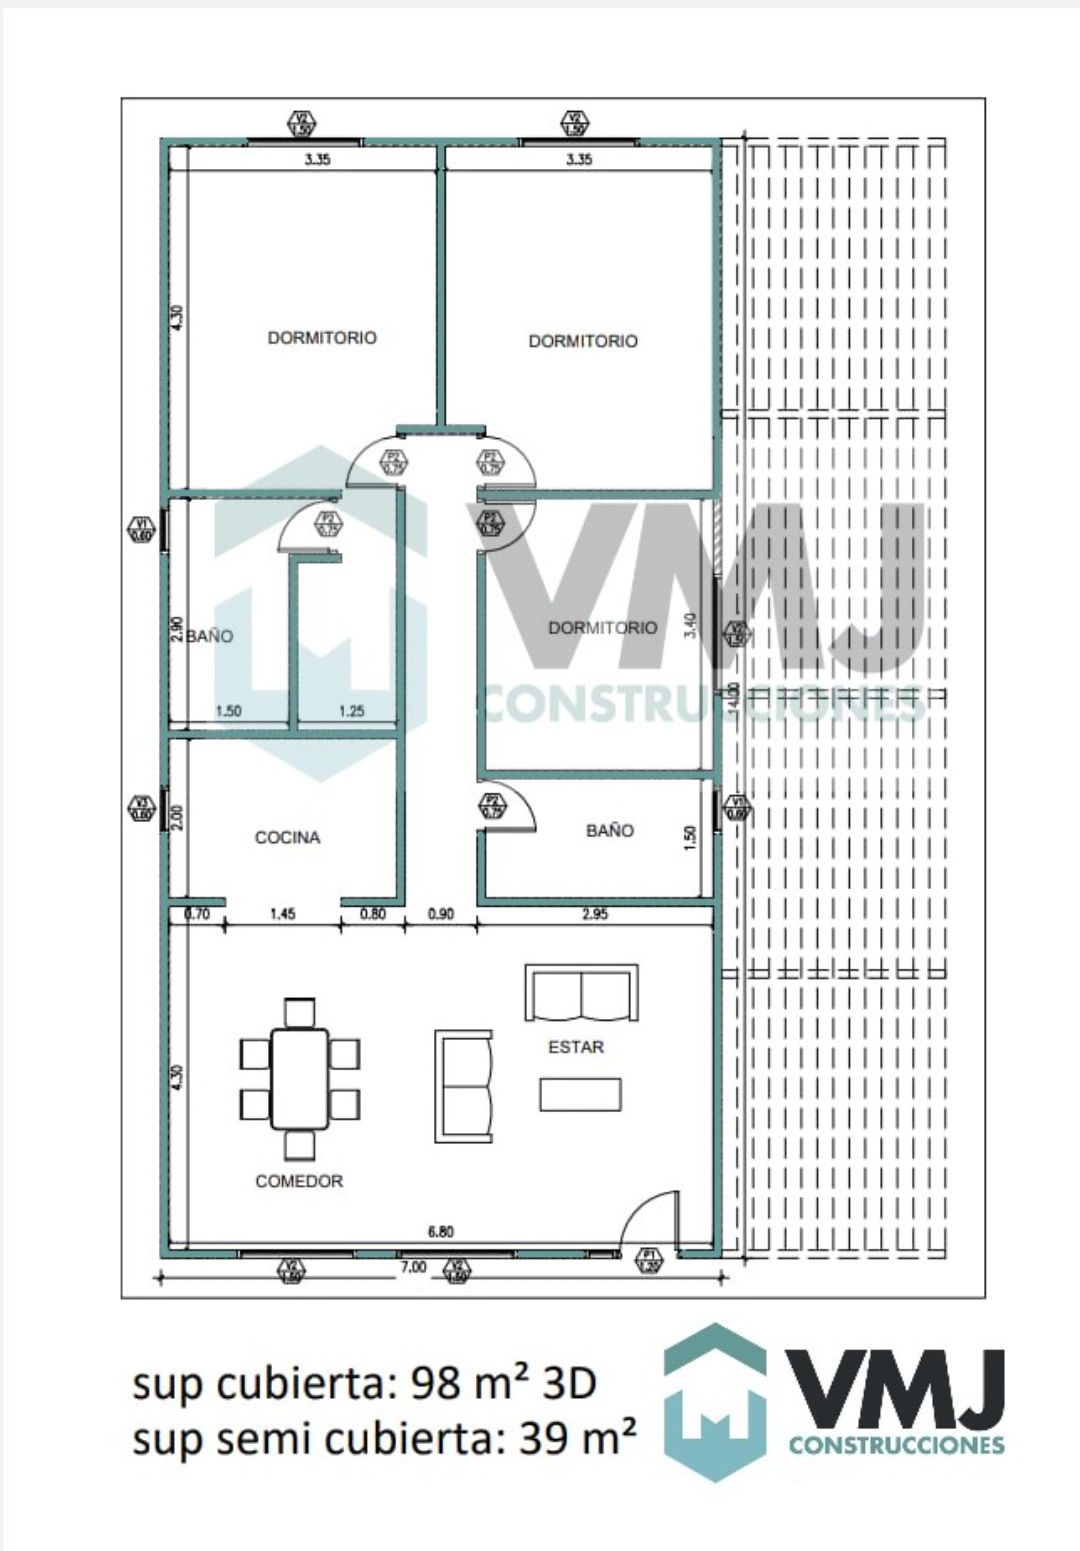 V2
1.50
V2
1.50
3.35
3.35
4.30
DORMITORIO
DORMITORIO
P2
0.75
P2
0.75
V1
0.60
P2
0.75
P2
0.75
VMJ
CONSTRUCCIONES
2.90
BAÑO
DORMITORIO
3.40
V2
1.50
14.00
1.50
1.25
V3
0.60
2.00
COCINA
P2
0.75
BAÑO
1.50
V1
0.60
0.70
1.45
0.80
0.90
2.95
ESTAR
4.30
COMEDOR
6.80
V2
1.50
7.00
V2
1.50
P1
1.20
sup cubierta: 98 m² 3D
sup semi cubierta: 39 m²
VMJ
CONSTRUCCIONES